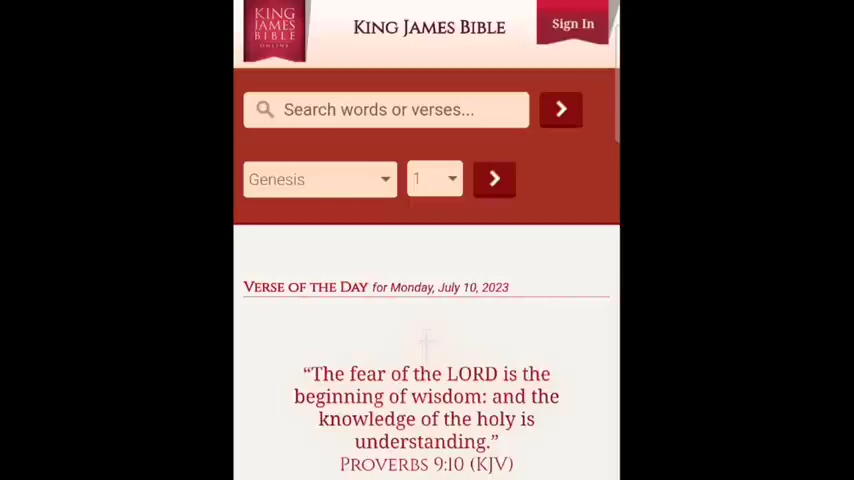 KING
JAMES
BIBLE
ONLINE
KING JAMES BIBLE
Sign In
Search words or verses...
Genesis
1
VERSE OF THE DAY for Monday, July 10, 2023
“The fear of the LORD is the
beginning of wisdom: and the
knowledge of the holy is
understanding.”
PROVERBS 9:10 (KJV)